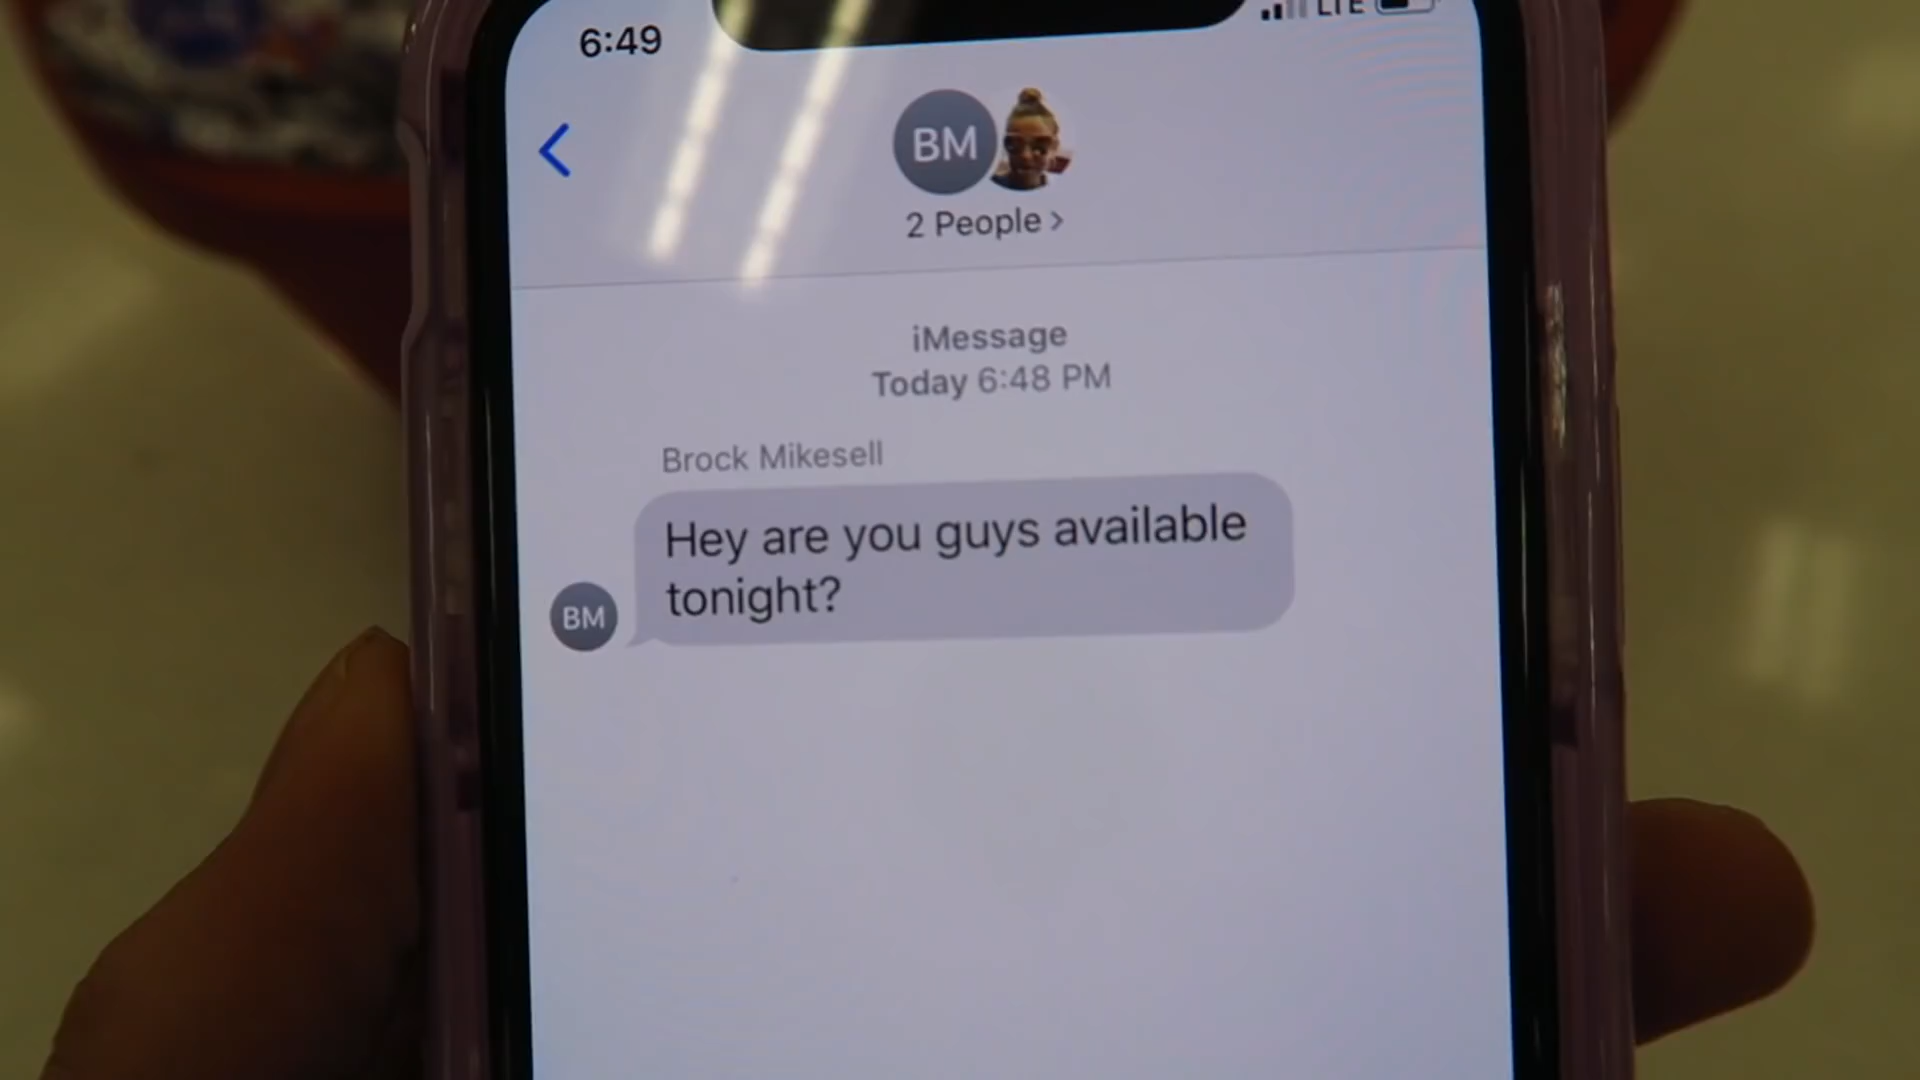 6:49
LTE
BM
2 People >
iMessage
Today 6:48 PM
Brock Mikesell
Hey are you guys available
tonight?
BM